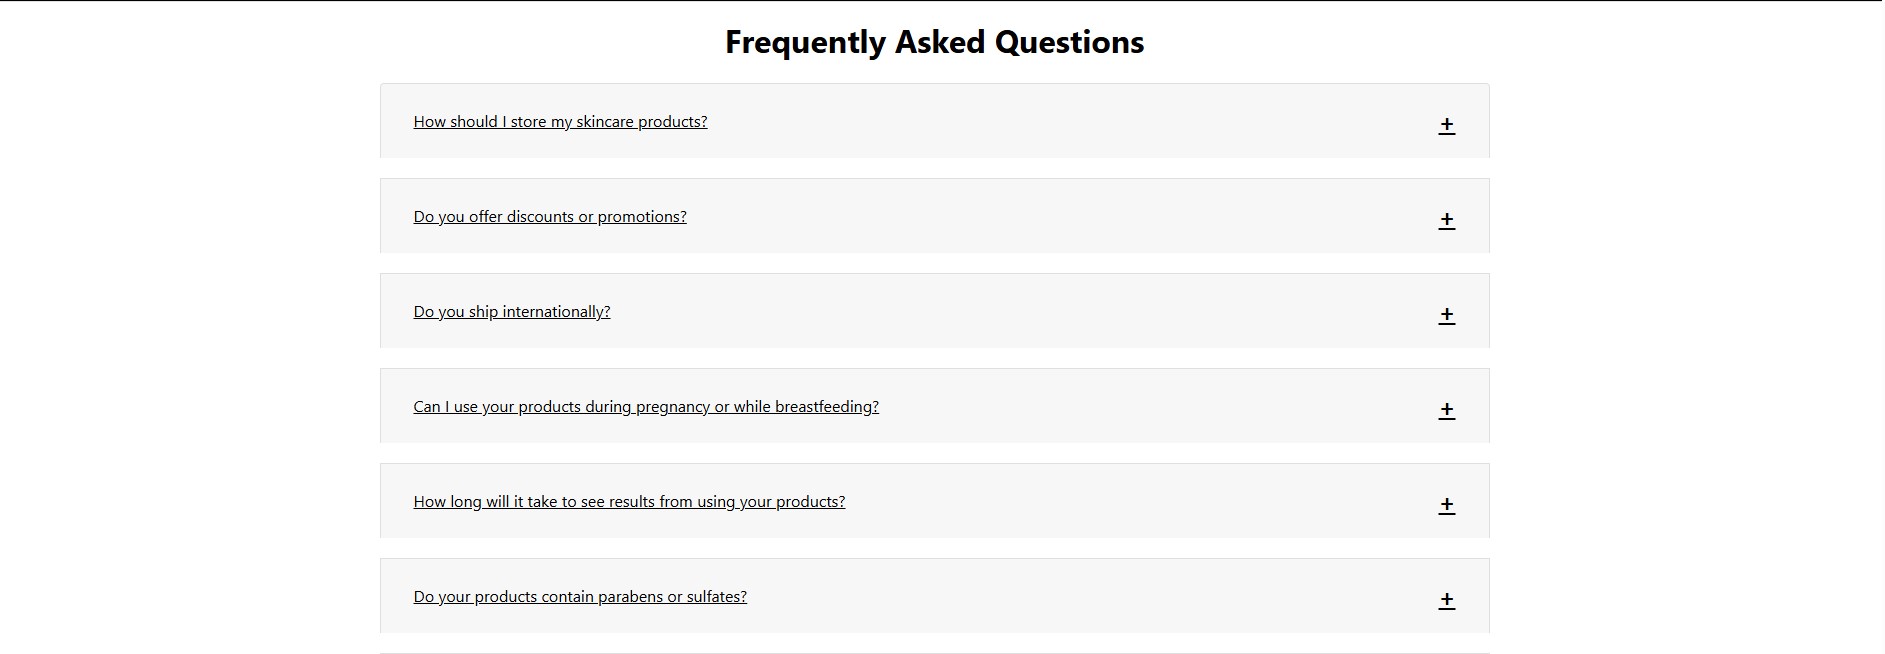 Frequently Asked Questions
How should I store my skincare products?
+
Do you offer discounts or promotions?
+
Do you ship internationally?
+
Can I use your products during pregnancy or while breastfeeding?
+
How long will it take to see results from using your products?
+
Do your products contain parabens or sulfates?
+